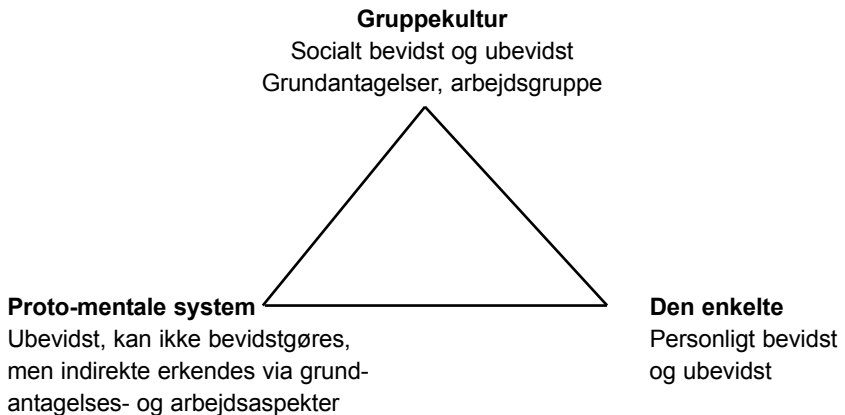 Gruppekultur
Socialt bevidst og ubevidst
Grundantagelser, arbejdsgruppe
Proto-mentale system
Ubevidst, kan ikke bevidstgøres,
men indirekte erkendes via grund-
antagelses- og arbejdsaspekter
Den enkelte
Personligt bevidst
og ubevidst